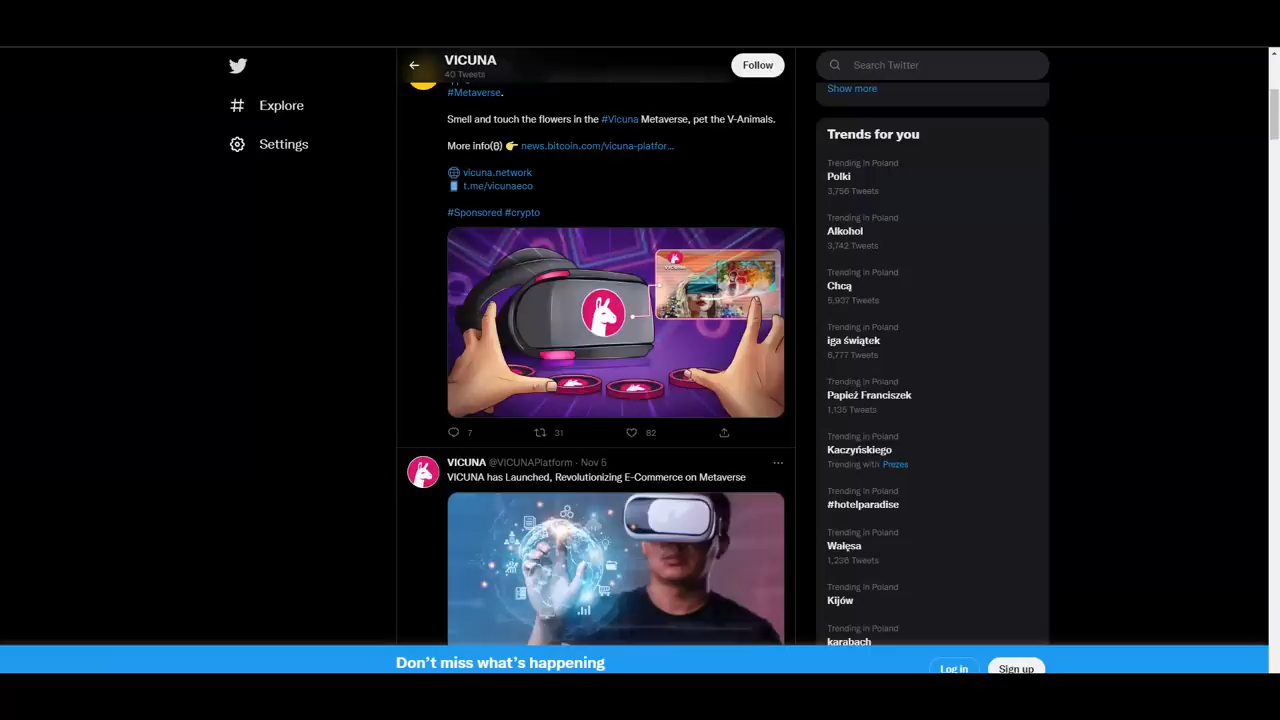 VICUNA
40 Tweets
Follow
Explore
Settings
#Metaverse.
Smell and touch the flowers in the #Vicuna Metaverse, pet the V-Animals.
More info(₿) 👉 news.bitcoin.com/vicuna-platfor...
vicuna.network
t.me/vicunaeco
#Sponsored #crypto
7
31
82
VICUNA @VICUNAPlatform · Nov 5
VICUNA has Launched, Revolutionizing E-Commerce on Metaverse
Search Twitter
Show more
Trends for you
Trending in Poland
Polki
3,756 Tweets
Trending in Poland
Alkohol
3,742 Tweets
Trending in Poland
Chcą
5,937 Tweets
Trending in Poland
iga świątek
6,777 Tweets
Trending in Poland
Papież Franciszek
1,135 Tweets
Trending in Poland
Kaczyńskiego
Trending with Prezes
Trending in Poland
#hotelparadise
Trending in Poland
Wałęsa
1,236 Tweets
Trending in Poland
Kijów
Trending in Poland
karabach
Don't miss what's happening
Log in
Sign up